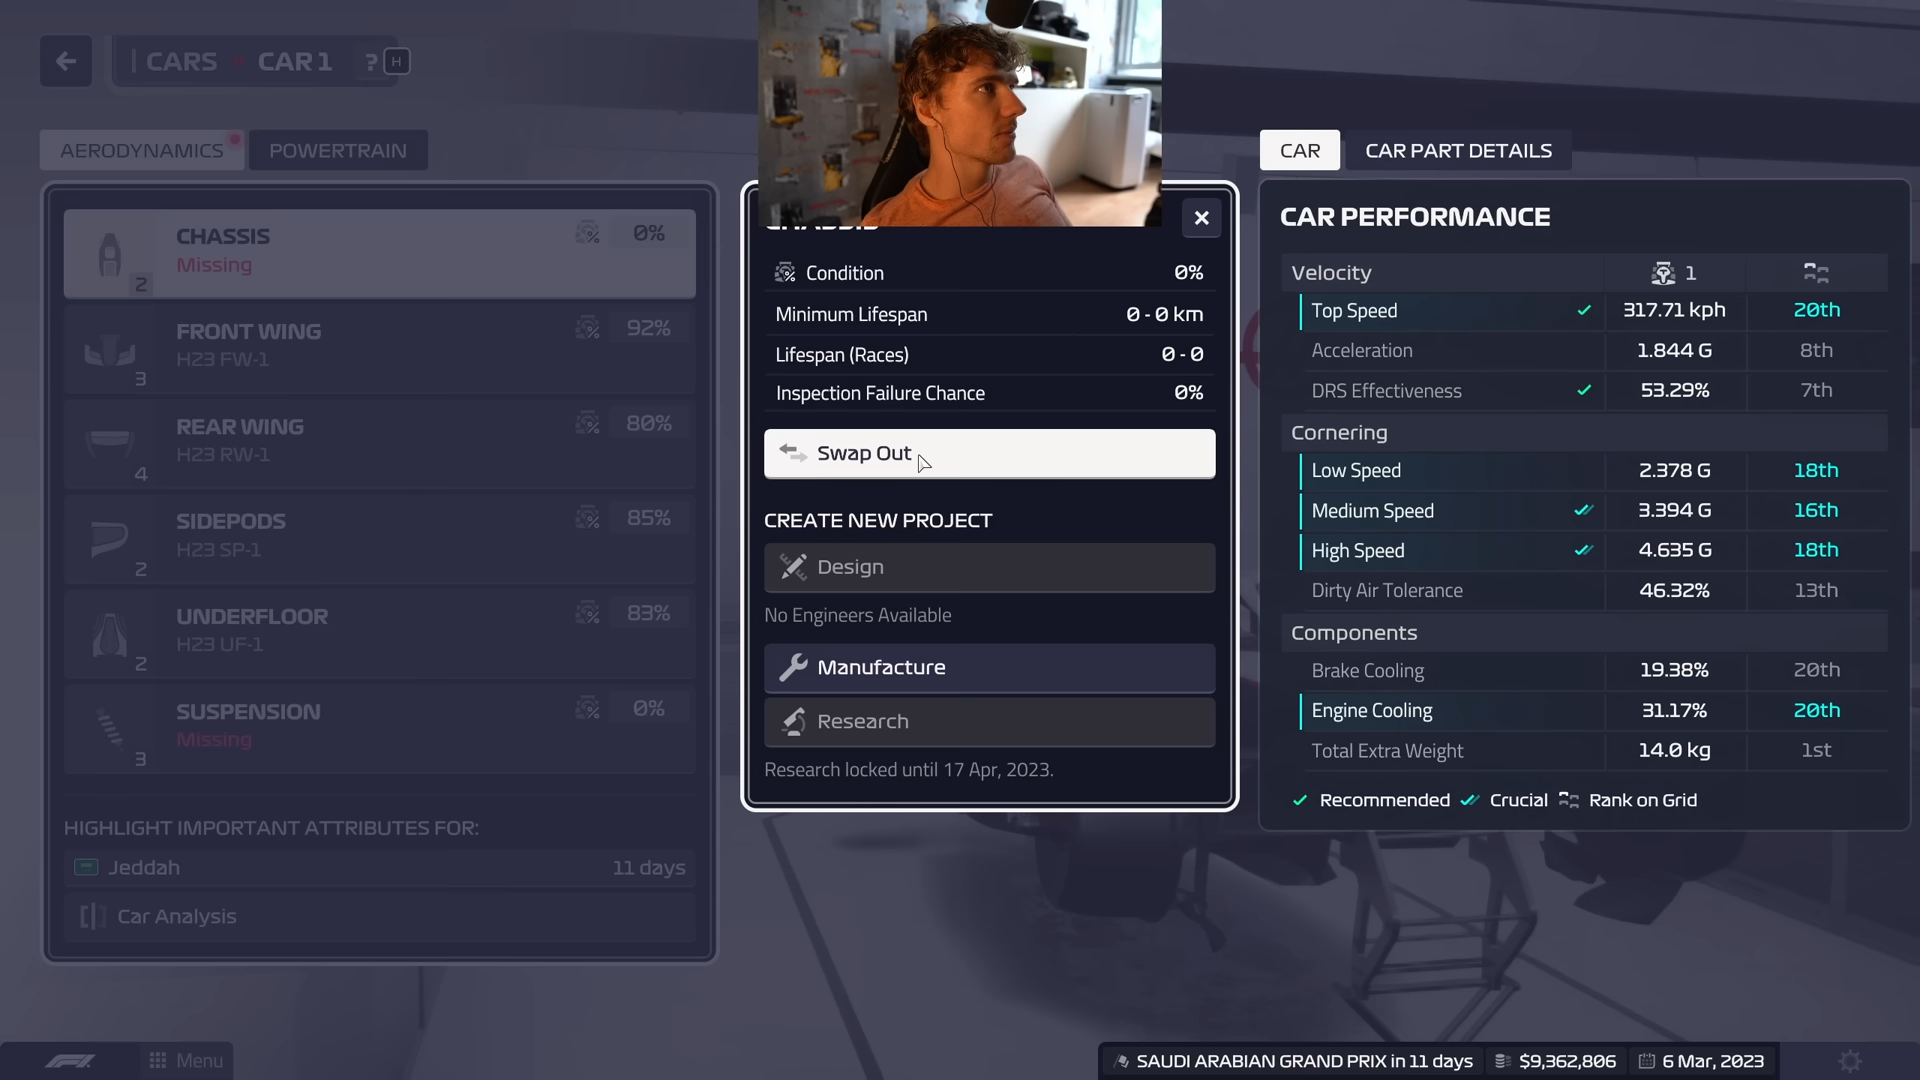 CARS CAR 1 ? H
AERODYNAMICS POWERTRAIN
CHASSIS 0%
Missing
2
FRONT WING 92%
H23 FW-1
3
REAR WING 80%
H23 RW-1
4
SIDEPODS 85%
H23 SP-1
2
UNDERFLOOR 83%
H23 UF-1
2
SUSPENSION 0%
Missing
3
HIGHLIGHT IMPORTANT ATTRIBUTES FOR:
Jeddah 11 days
Car Analysis
CHASSIS
Condition 0%
Minimum Lifespan 0 - 0 km
Lifespan (Races) 0 - 0
Inspection Failure Chance 0%
Swap Out
CREATE NEW PROJECT
Design
No Engineers Available
Manufacture
Research
Research locked until 17 Apr, 2023.
CAR CAR PART DETAILS
CAR PERFORMANCE
Velocity 1
Top Speed 317.71 kph 20th
Acceleration 1.844 G 8th
DRS Effectiveness 53.29% 7th
Cornering
Low Speed 2.378 G 18th
Medium Speed 3.394 G 16th
High Speed 4.635 G 18th
Dirty Air Tolerance 46.32% 13th
Components
Brake Cooling 19.38% 20th
Engine Cooling 31.17% 20th
Total Extra Weight 14.0 kg 1st
Recommended Crucial Rank on Grid
F1 Menu
SAUDI ARABIAN GRAND PRIX in 11 days $9,362,806 6 Mar, 2023